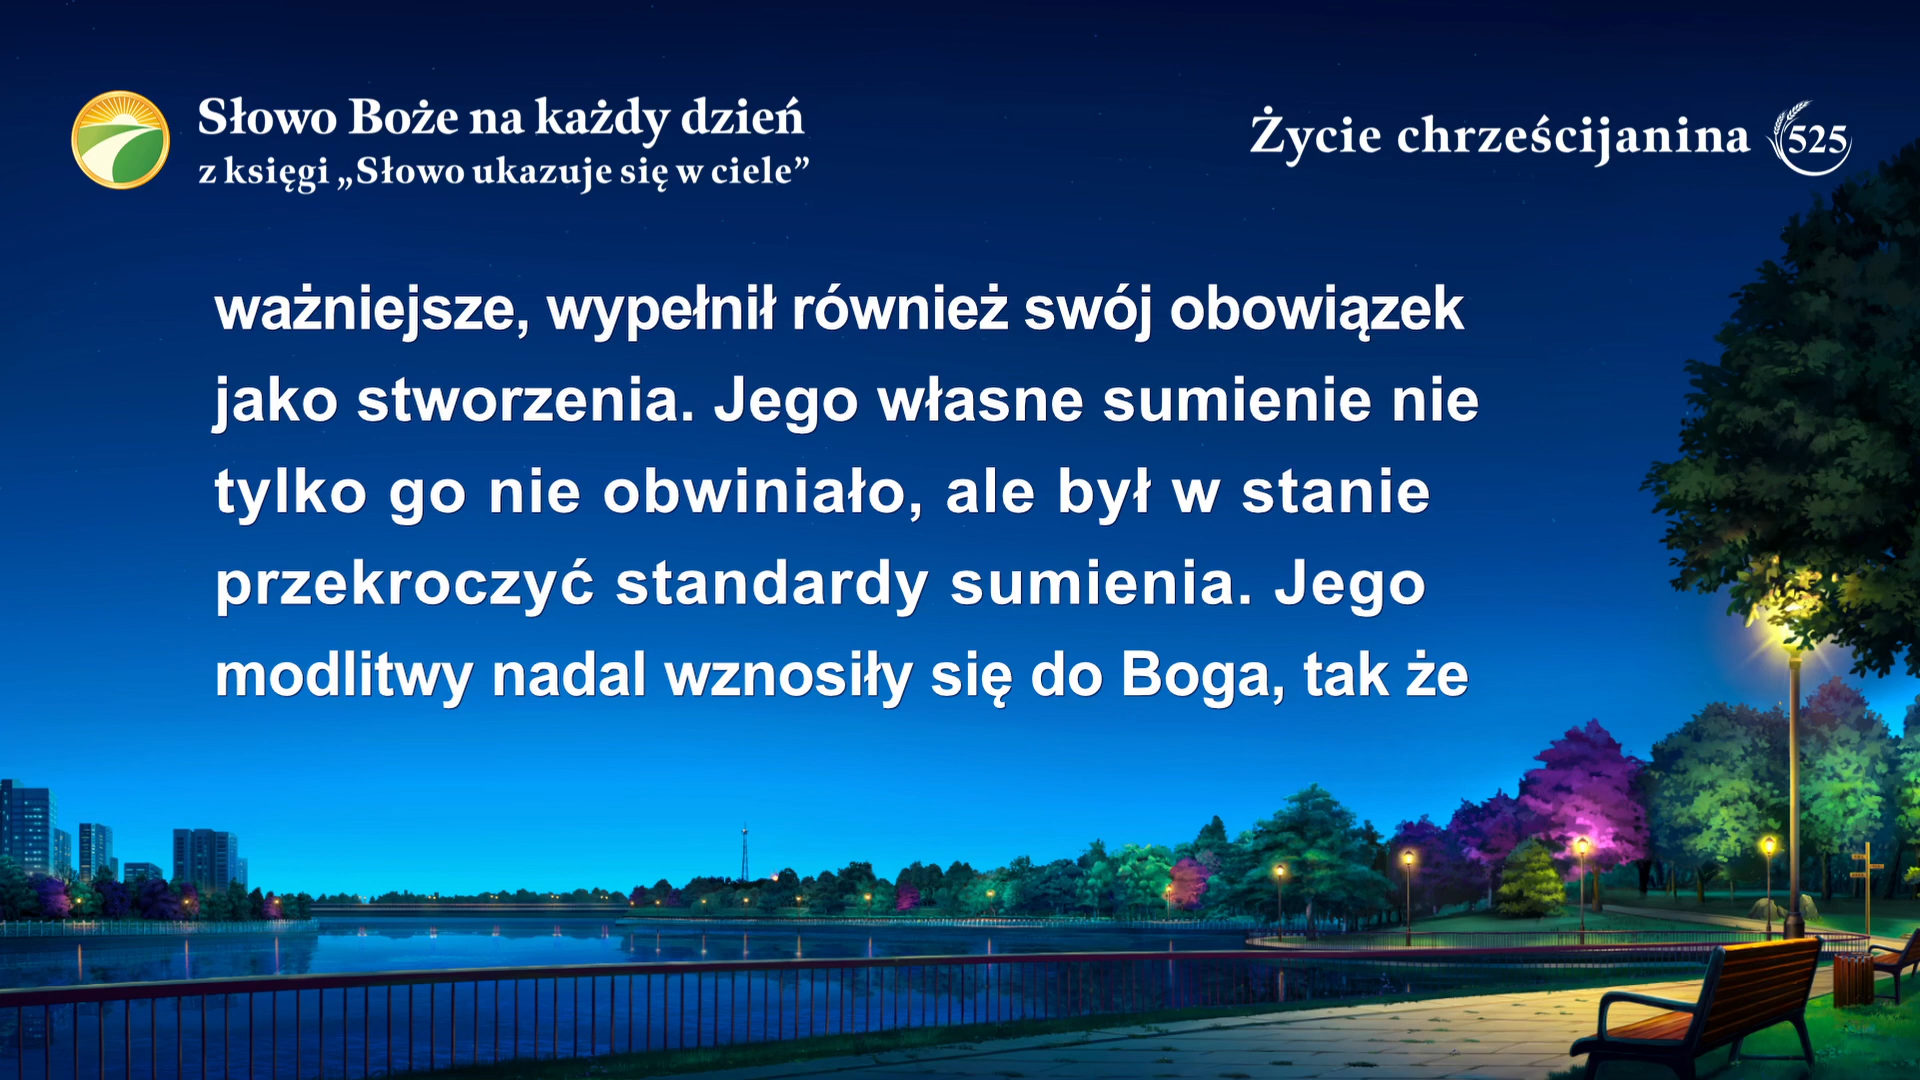 Słowo Boże na każdy dzień
z księgi „Słowo ukazuje się w ciele”
Życie chrześcijanina 525
ważniejsze, wypełnił również swój obowiązek
jako stworzenia. Jego własne sumienie nie
tylko go nie obwiniało, ale był w stanie
przekroczyć standardy sumienia. Jego
modlitwy nadal wznosiły się do Boga, tak że